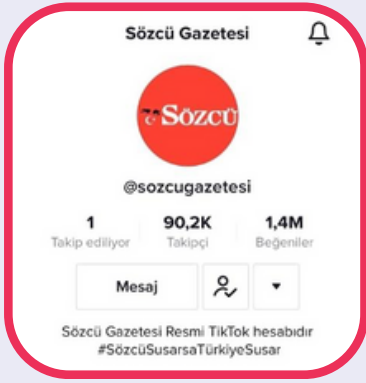 Sözcü Gazetesi
Sözcü
@sozcugazetesi
1 90,2K 1,4M
Takip ediliyor Takipçi Beğeniler
Mesaj
Sözcü Gazetesi Resmi TikTok hesabıdır
#SözcüSusarsaTürkiyeSusar